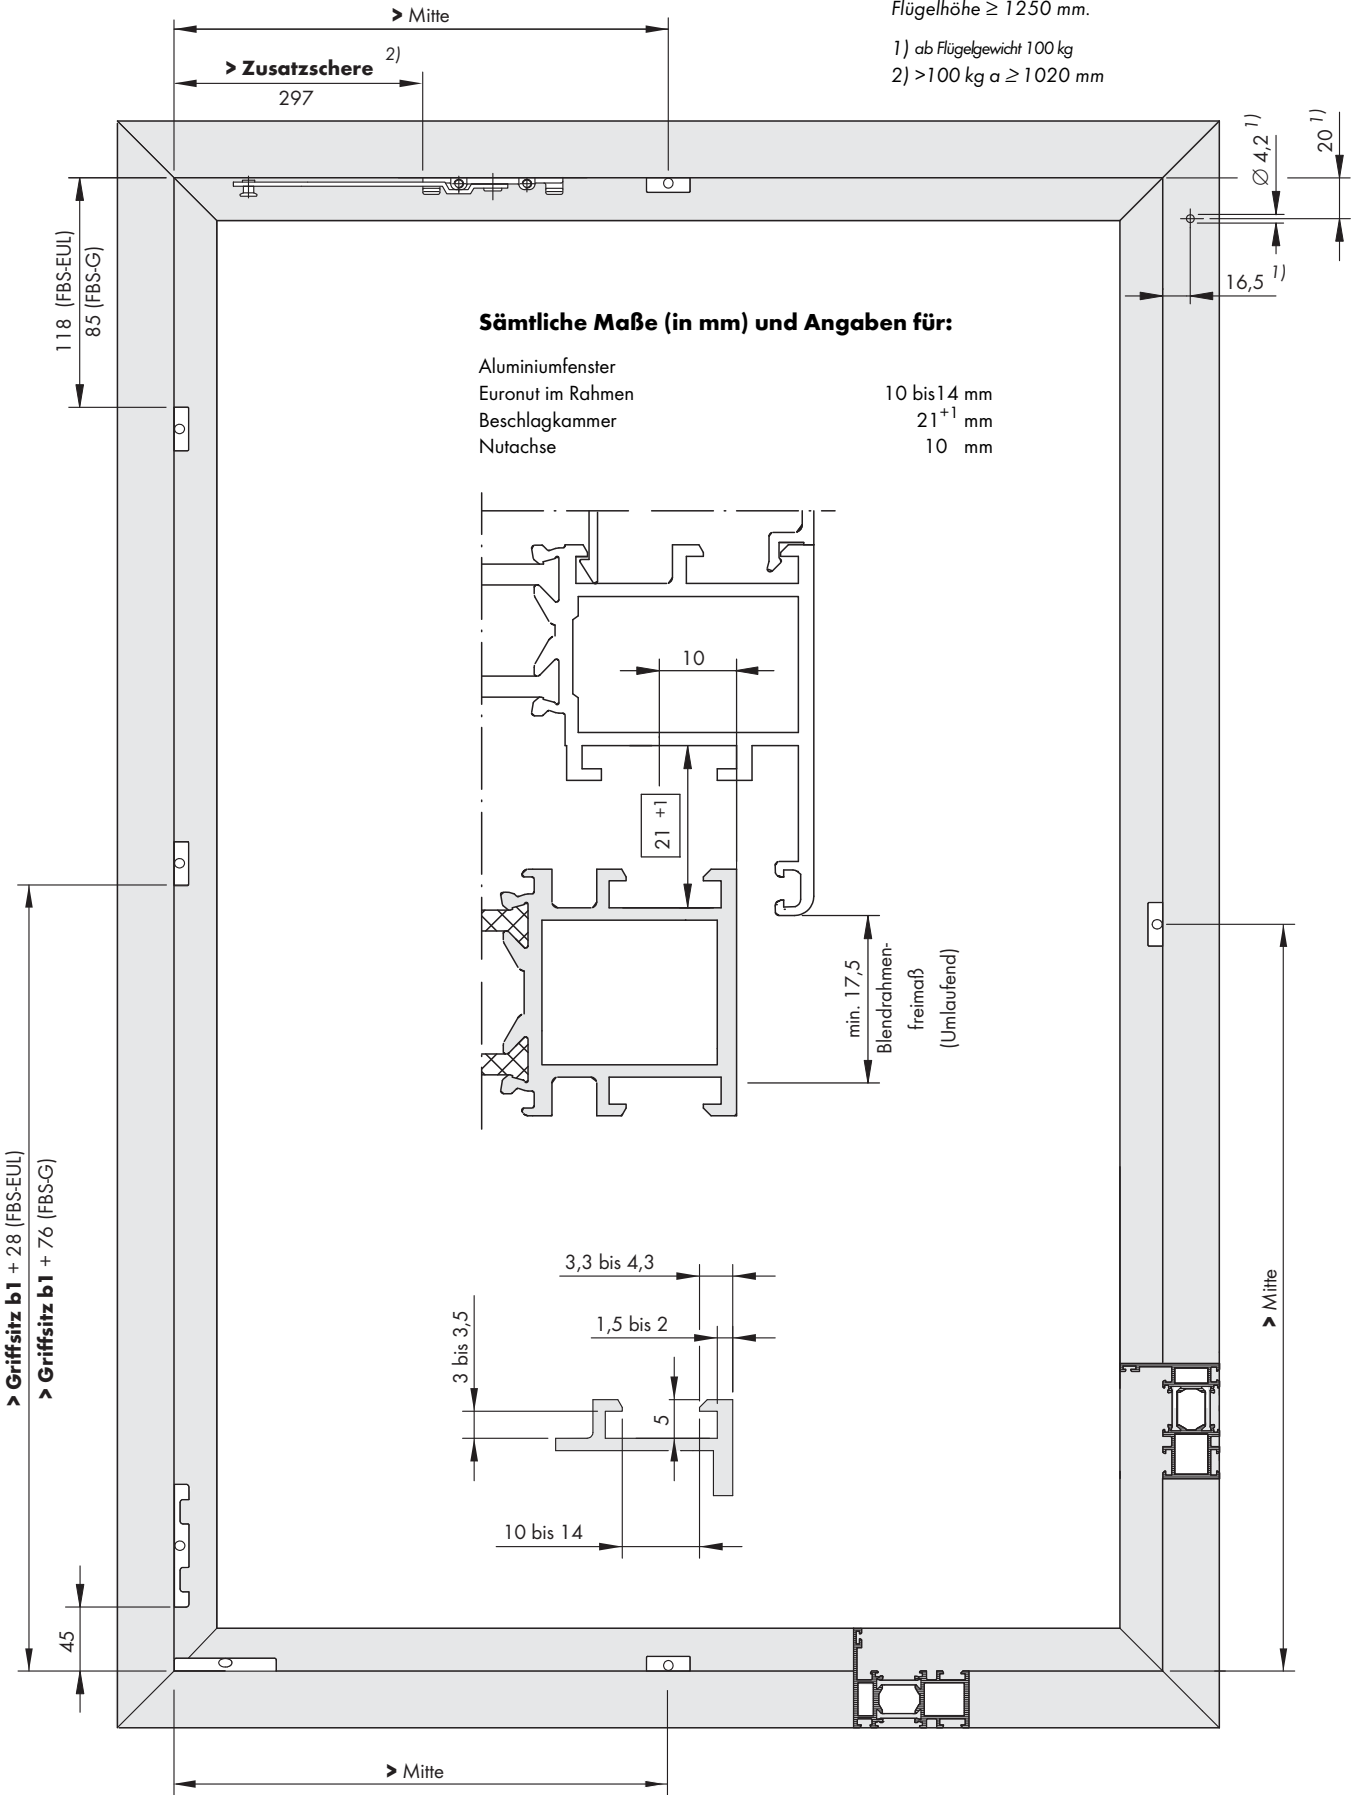 Flügelhöhe ≥ 1250 mm.
1) ab Flügelgewicht 100 kg
2) >100 kg a ≥ 1020 mm
> Mitte
> Zusatzschere 2)
297
Ø 4,2 1)
20 1)
16,5 1)
118 (FBS-EUL)
85 (FBS-G)
Sämtliche Maße (in mm) und Angaben für:
Aluminiumfenster
Euronut im Rahmen 10 bis14 mm
Beschlagkammer 21+1 mm
Nutachse 10 mm
10
21 +1
min. 17,5
Blendrahmen-
freimaß
(Umlaufend)
> Griffsitz b1 + 28 (FBS-EUL)
> Griffsitz b1 + 76 (FBS-G)
> Mitte
3,3 bis 4,3
1,5 bis 2
3 bis 3,5
5
10 bis 14
45
> Mitte